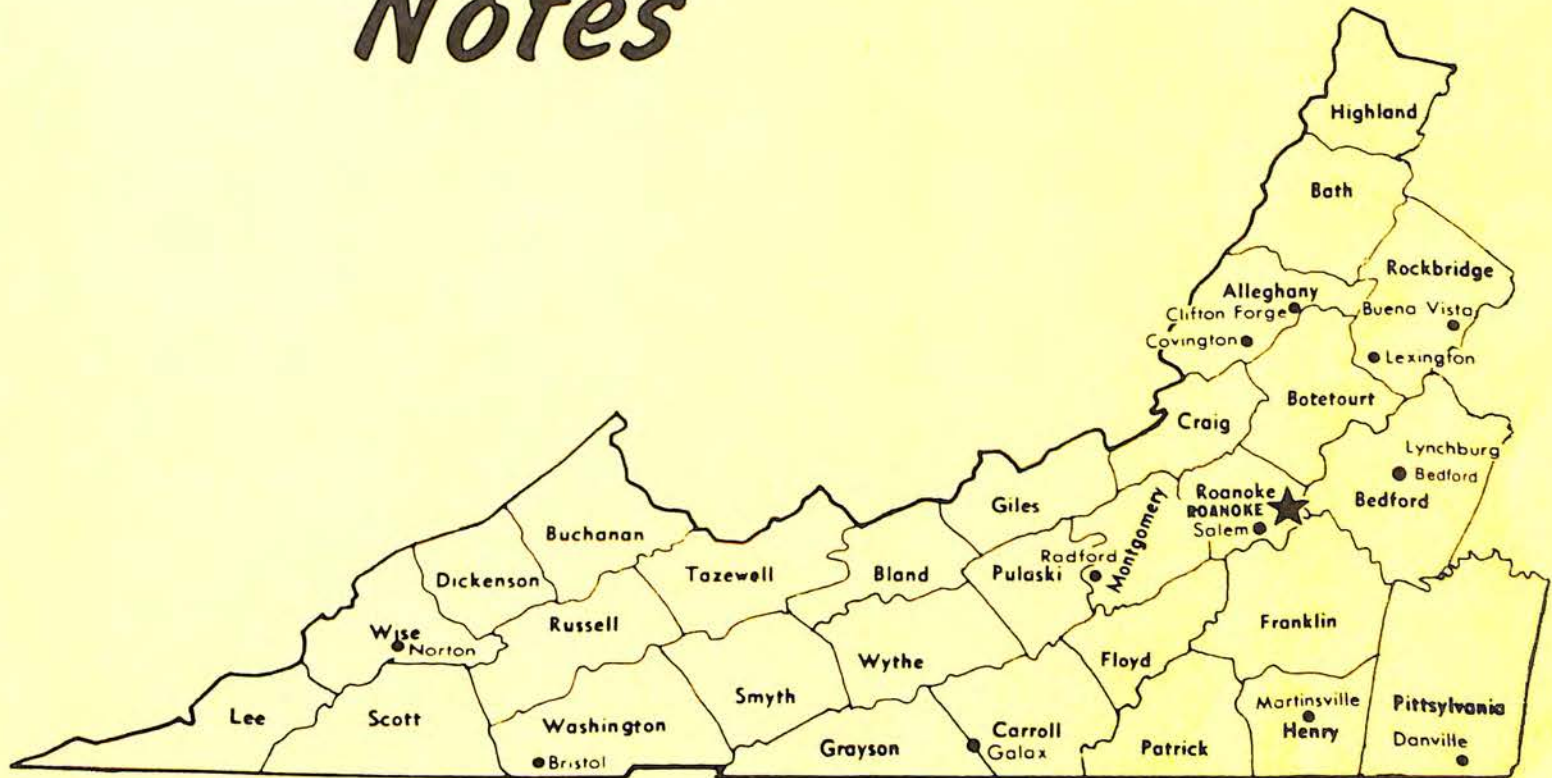 Notes
Highland
Bath
Rockbridge
Alleghany
Clifton Forge
Buena Vista
Covington
Lexington
Botetourt
Craig
Lynchburg
Bedford
Bedford
Giles
Roanoke
ROANOKE
Salem
Montgomery
Buchanan
Radford
Pulaski
Dickenson
Tazewell
Bland
Russell
Franklin
Wise
Norton
Wythe
Floyd
Smyth
Lee
Scott
Washington
Bristol
Grayson
Carroll
Galax
Patrick
Martinsville
Henry
Pittsylvania
Danville